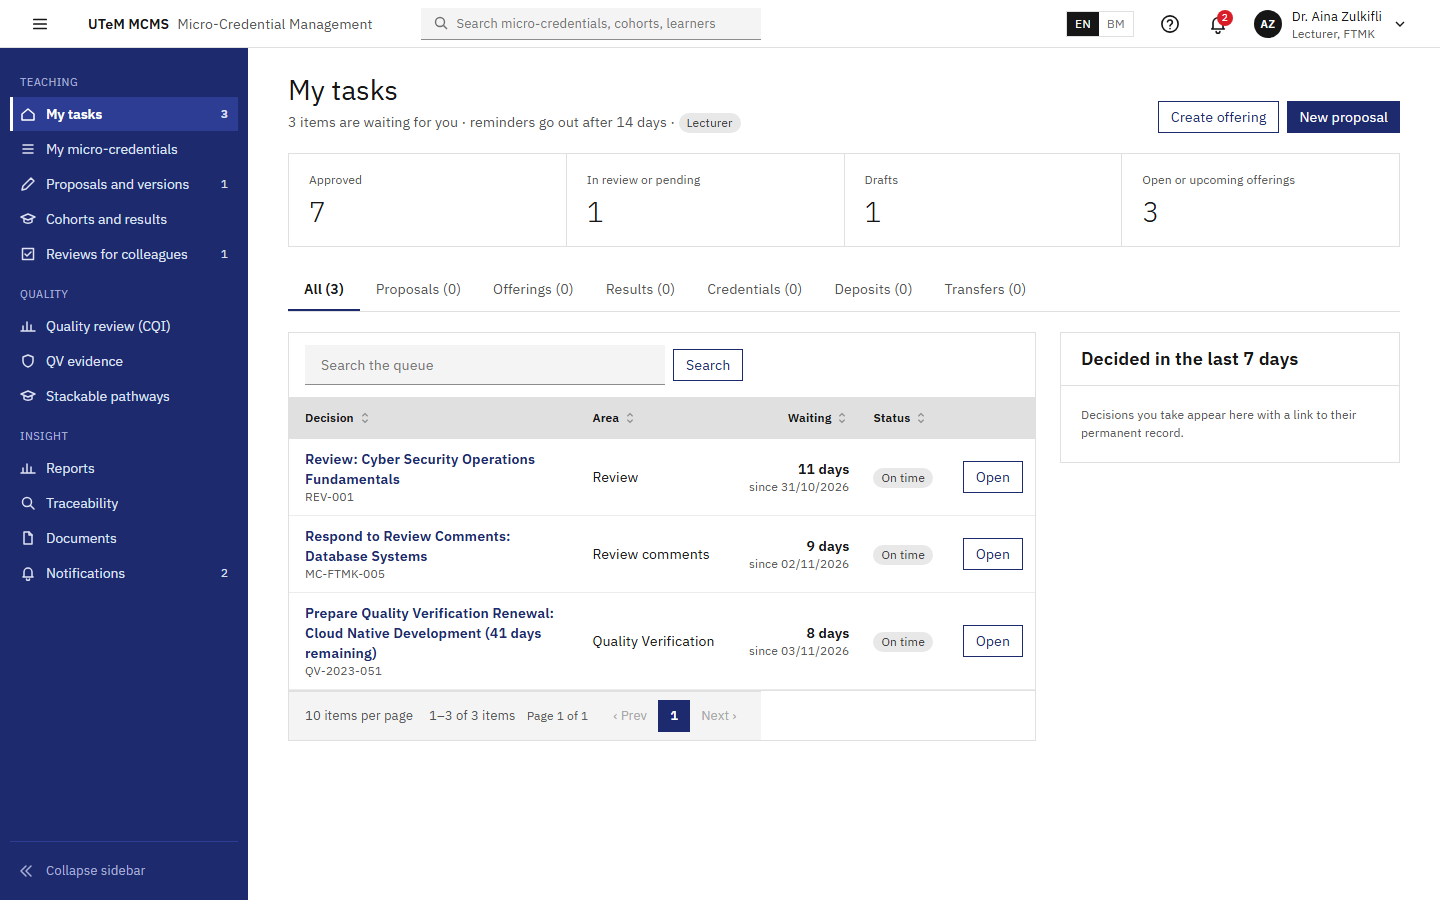 UTeM MCMS Micro-Credential Management
Search micro-credentials, cohorts, learners
EN BM
2
AZ
Dr. Aina Zulkifli
Lecturer, FTMK
TEACHING
My tasks 3
My micro-credentials
Proposals and versions 1
Cohorts and results
Reviews for colleagues 1
QUALITY
Quality review (CQI)
QV evidence
Stackable pathways
INSIGHT
Reports
Traceability
Documents
Notifications 2
Collapse sidebar
My tasks
3 items are waiting for you · reminders go out after 14 days · Lecturer
Create offering
New proposal
Approved
7
In review or pending
1
Drafts
1
Open or upcoming offerings
3
All (3) Proposals (0) Offerings (0) Results (0) Credentials (0) Deposits (0) Transfers (0)
Search the queue
Search
Decision Area Waiting Status
Review: Cyber Security Operations
Fundamentals
REV-001
Review
11 days
since 31/10/2026
On time
Open
Respond to Review Comments:
Database Systems
MC-FTMK-005
Review comments
9 days
since 02/11/2026
On time
Open
Prepare Quality Verification Renewal:
Cloud Native Development (41 days
remaining)
QV-2023-051
Quality Verification
8 days
since 03/11/2026
On time
Open
10 items per page 1–3 of 3 items Page 1 of 1 ‹ Prev 1 Next ›
Decided in the last 7 days
Decisions you take appear here with a link to their
permanent record.